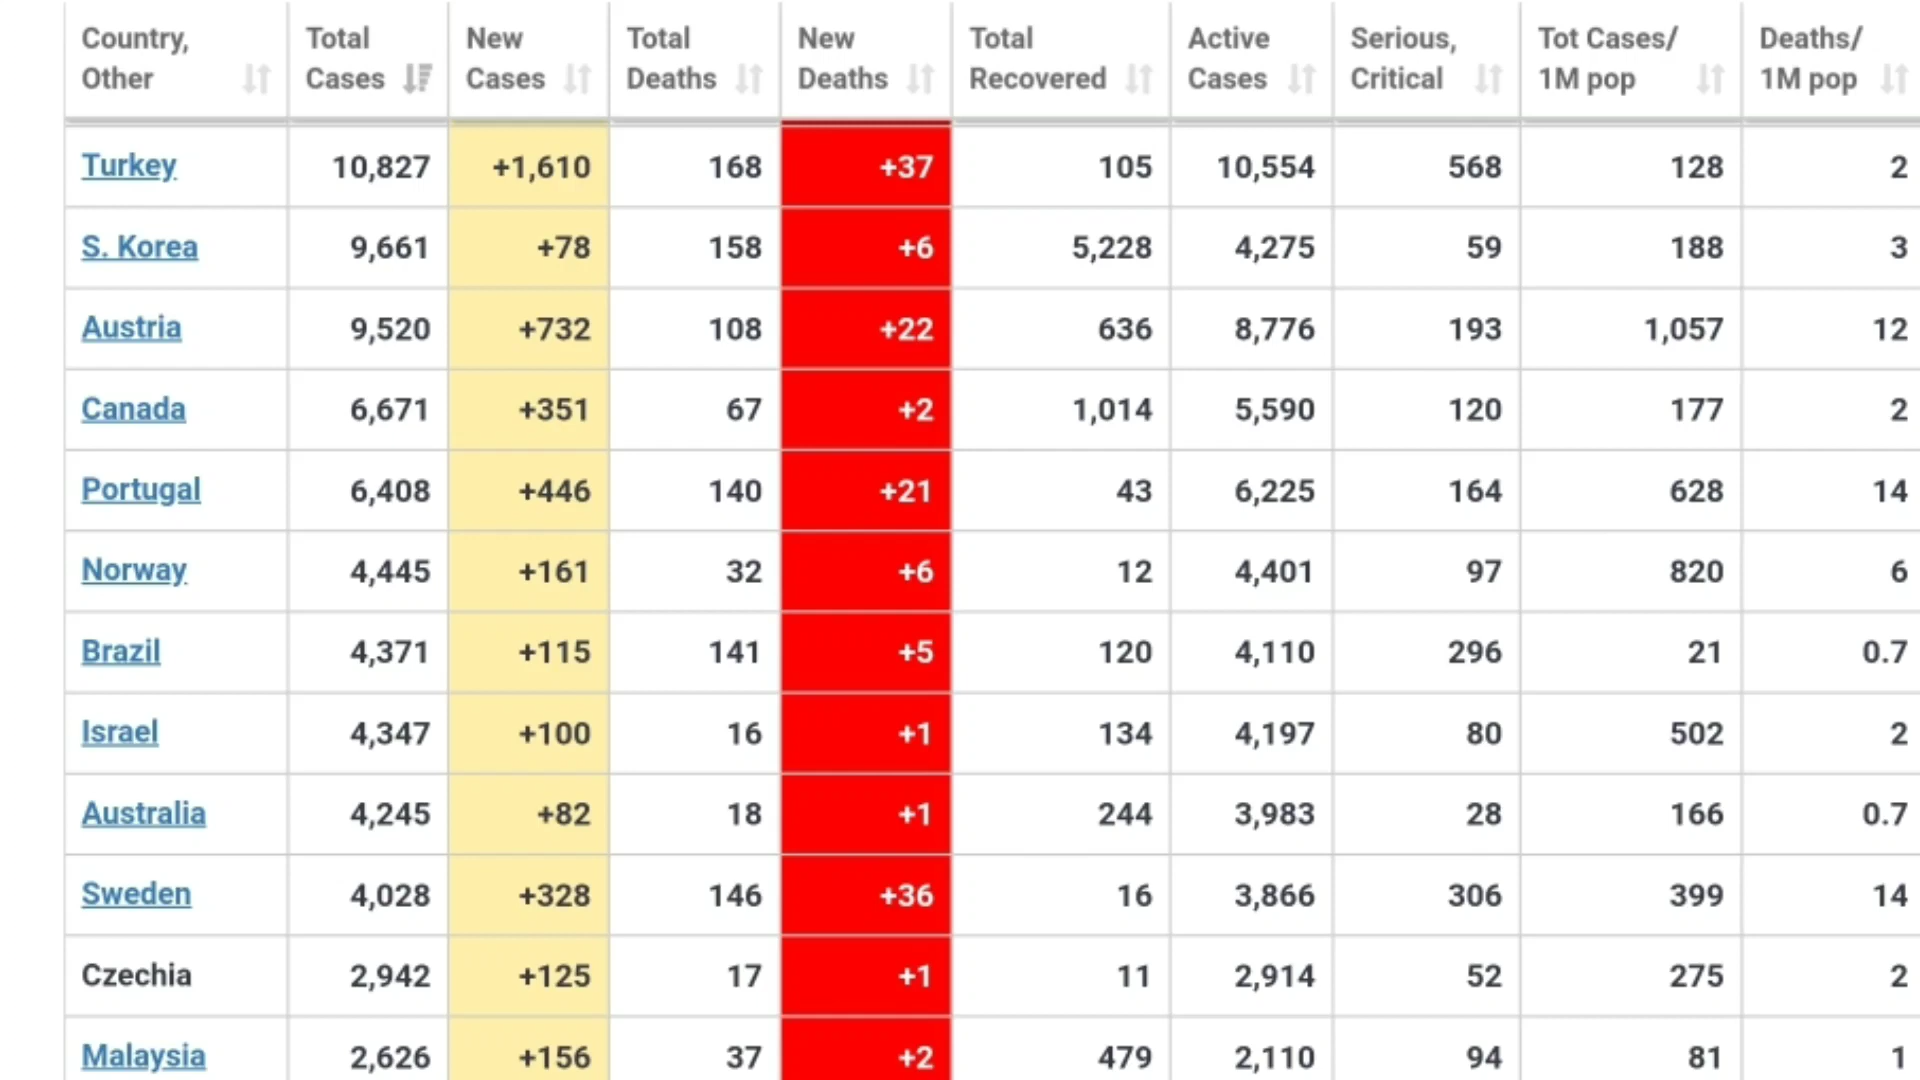 Country, Other Total Cases New Cases Total Deaths New Deaths Total Recovered Active Cases Serious, Critical Tot Cases/ 1M pop Deaths/ 1M pop
Turkey 10,827 +1,610 168 +37 105 10,554 568 128 2
S. Korea 9,661 +78 158 +6 5,228 4,275 59 188 3
Austria 9,520 +732 108 +22 636 8,776 193 1,057 12
Canada 6,671 +351 67 +2 1,014 5,590 120 177 2
Portugal 6,408 +446 140 +21 43 6,225 164 628 14
Norway 4,445 +161 32 +6 12 4,401 97 820 6
Brazil 4,371 +115 141 +5 120 4,110 296 21 0.7
Israel 4,347 +100 16 +1 134 4,197 80 502 2
Australia 4,245 +82 18 +1 244 3,983 28 166 0.7
Sweden 4,028 +328 146 +36 16 3,866 306 399 14
Czechia 2,942 +125 17 +1 11 2,914 52 275 2
Malaysia 2,626 +156 37 +2 479 2,110 94 81 1